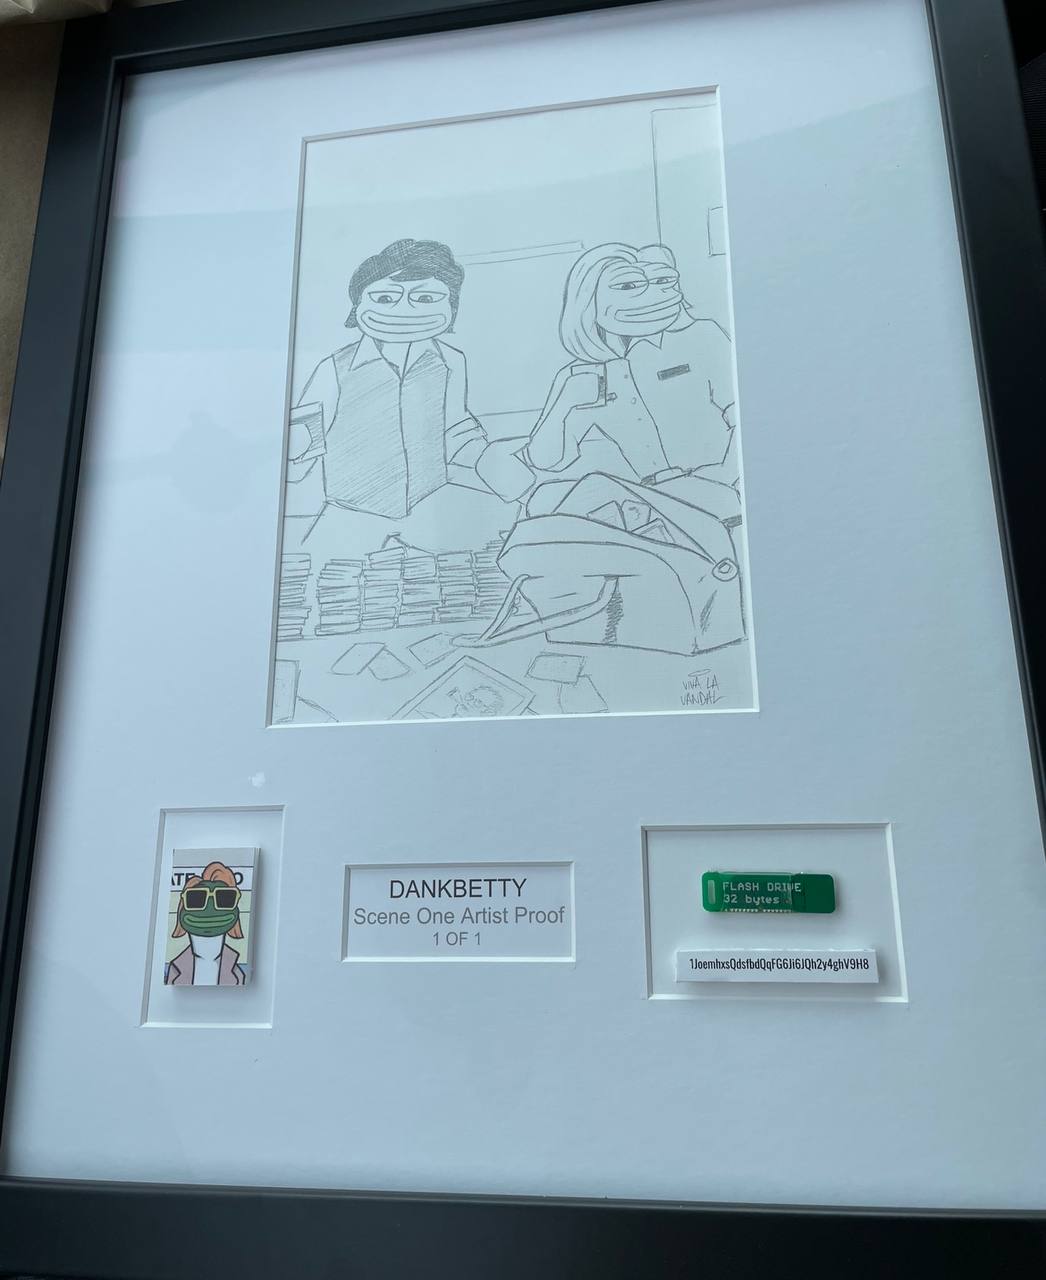 VIVA LA
VANDAL
DANKBETTY
Scene One Artist Proof
1 OF 1
FLASH DRIVE
32 bytes
1JoemhxsQdsfbdQqFG6Ji6JQh2y4ghV9H8